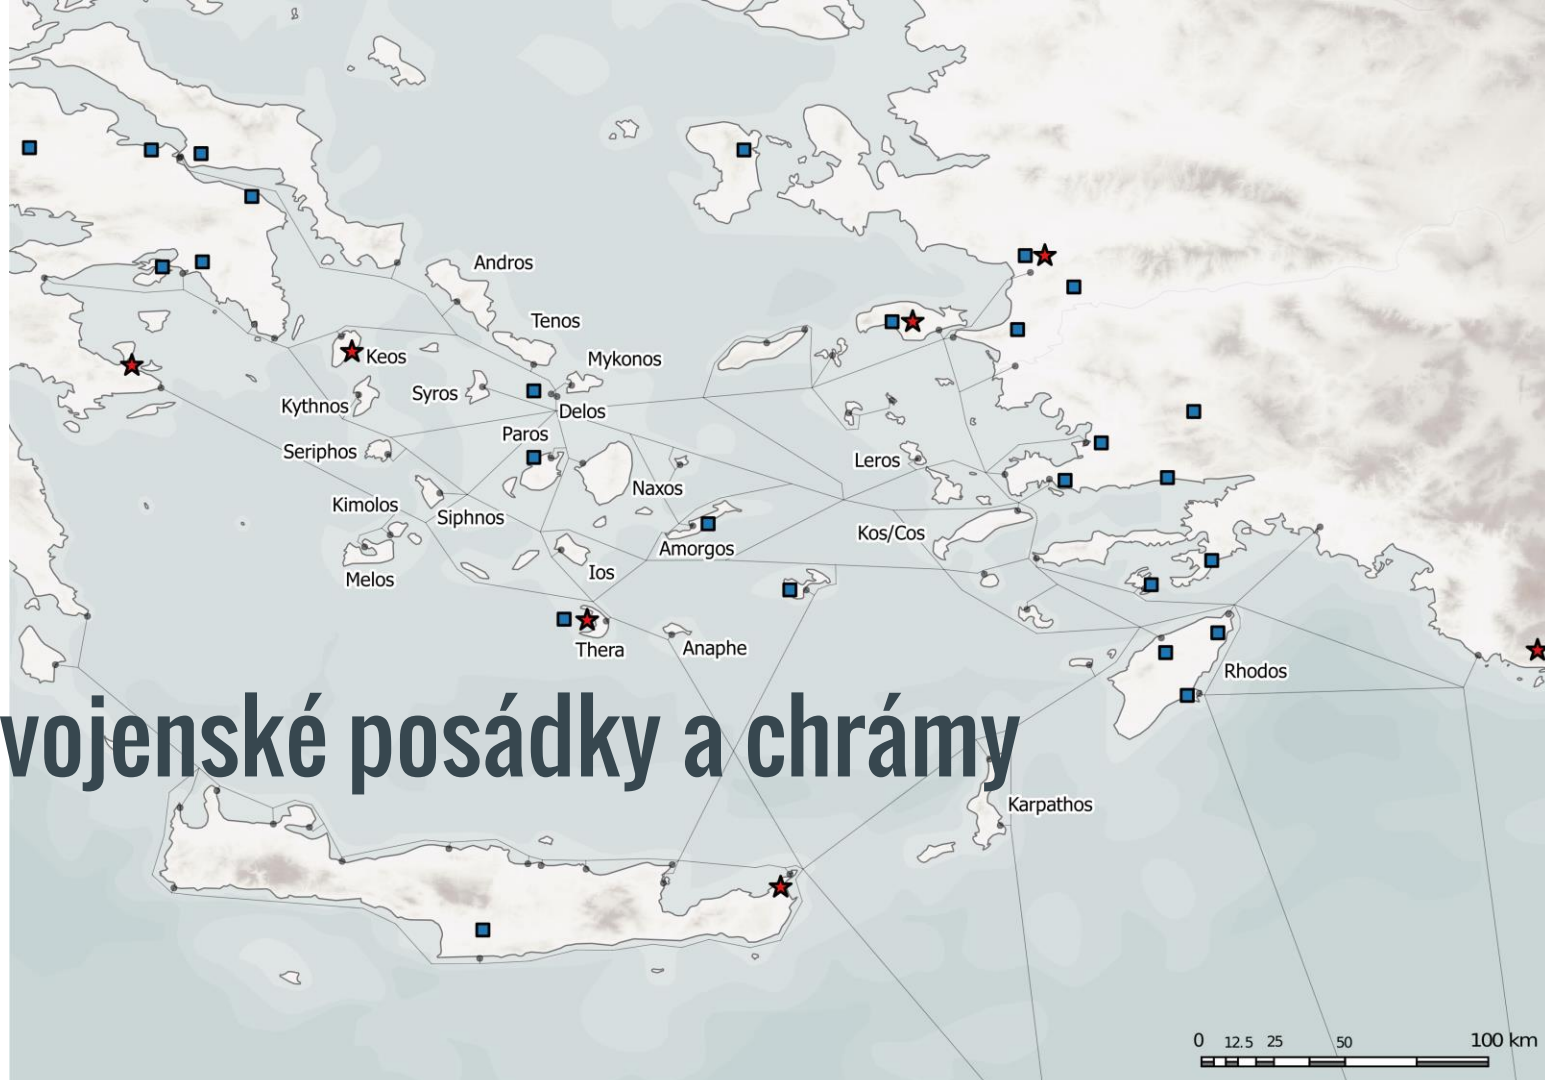 Andros
Tenos
Mykonos
Keos
Syros
Kythnos
Delos
Paros
Seriphos
Leros
Naxos
Kimolos
Siphnos
Kos/Cos
Amorgos
Ios
Melos
Thera
Anaphe
Rhodos
vojenské posádky a chrámy
Karpathos
0 12.5 25 50 100 km